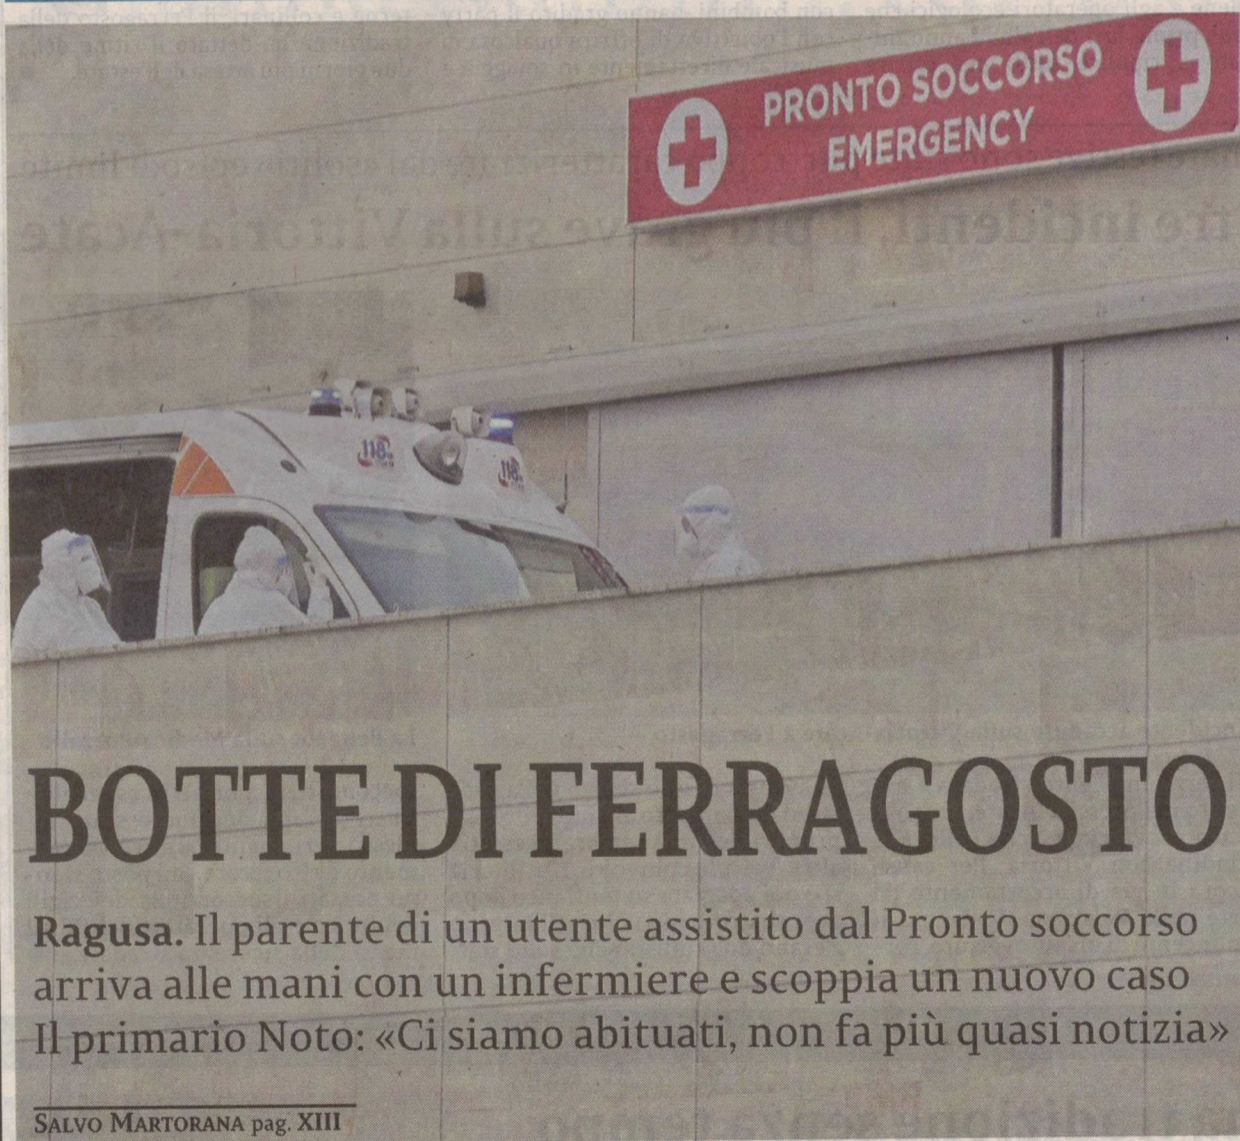 PRONTO SOCCORSO
EMERGENCY
118
118
BOTTE DI FERRAGOSTO
Ragusa. Il parente di un utente assistito dal Pronto soccorso
arriva alle mani con un infermiere e scoppia un nuovo caso
Il primario Noto: «Ci siamo abituati, non fa più quasi notizia»
SALVO MARTORANA pag. XIII